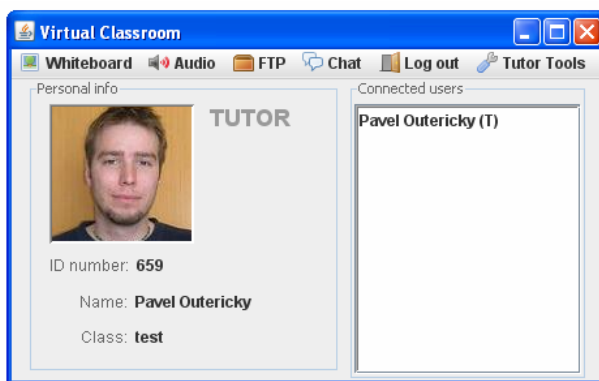 Virtual Classroom
Whiteboard Audio FTP Chat Log out Tutor Tools
Personal info
TUTOR
ID number: 659
Name: Pavel Outericky
Class: test
Connected users
Pavel Outericky (T)